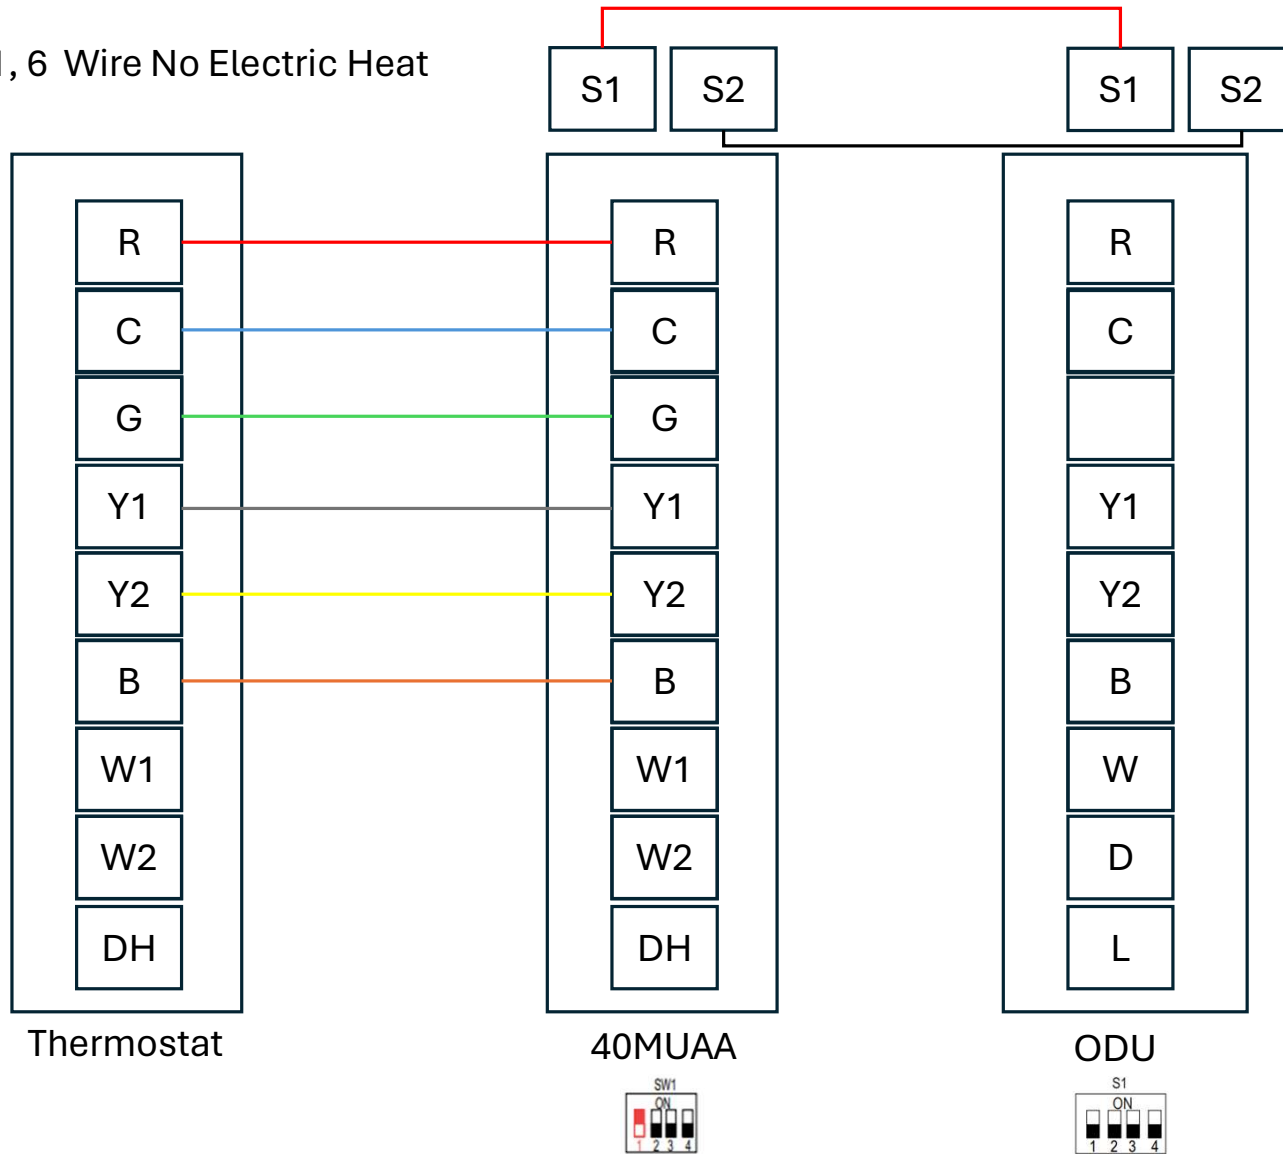 , 6 Wire No Electric Heat
S1 S2 S1 S2
R R R
C C C
G G
Y1 Y1 Y1
Y2 Y2 Y2
B B B
W1 W1 W
W2 W2 D
DH DH L
Thermostat 40MUAA ODU
SW1 S1
ON ON
1 2 3 4 1 2 3 4